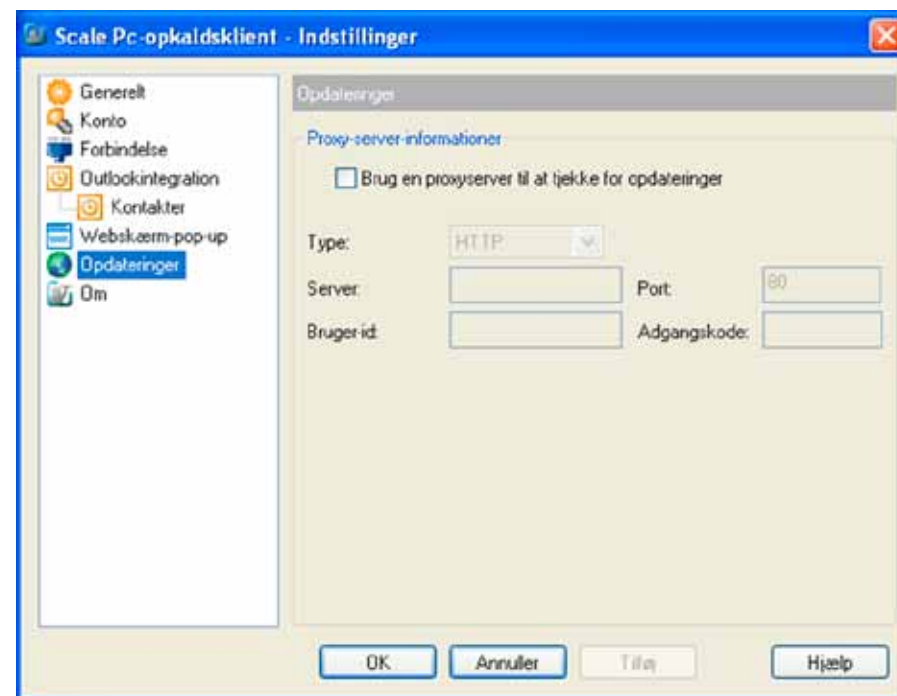 Scale Pc-opkaldsklient - Indstillinger
Generelt
Konto
Forbindelse
Outlookintegration
Kontakter
Webskærm-pop-up
Opdateringer
Om
Opdateringer
Proxy-server-informationer
Brug en proxyserver til at tjekke for opdateringer
Type: HTTP
Server: Port: 80
Bruger-id: Adgangskode:
OK Annuller Tilføj Hjælp